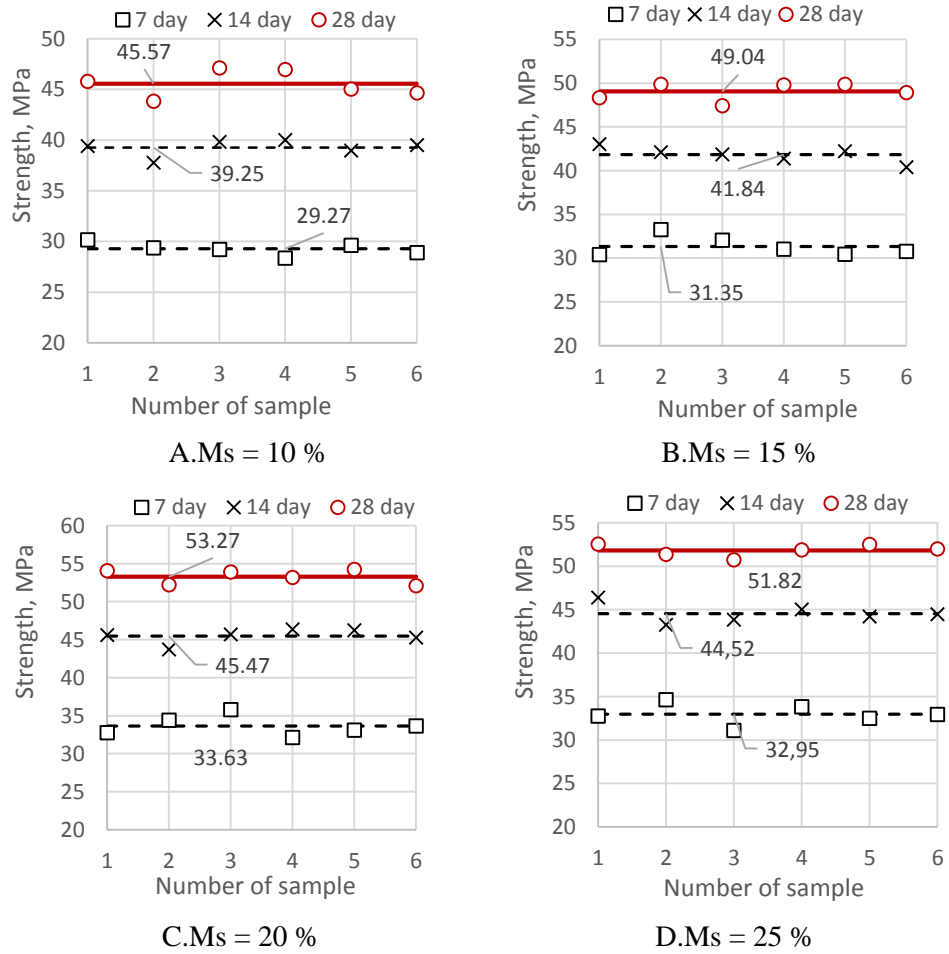 7 day 14 day 28 day
50
45
40
35
30
25
20
Strength, MPa
45.57
39.25
29.27
1 2 3 4 5 6
Number of sample
A.Ms = 10 %
7 day 14 day 28 day
55
50
45
40
35
30
25
20
Strength, MPa
49.04
41.84
31.35
1 2 3 4 5 6
Number of sample
B.Ms = 15 %
7 day 14 day 28 day
60
55
50
45
40
35
30
25
20
Strength, MPa
53.27
45.47
33.63
1 2 3 4 5 6
Number of sample
C.Ms = 20 %
7 day 14 day 28 day
55
50
45
40
35
30
25
20
Strength, MPa
51.82
44,52
32,95
1 2 3 4 5 6
Number of sample
D.Ms = 25 %